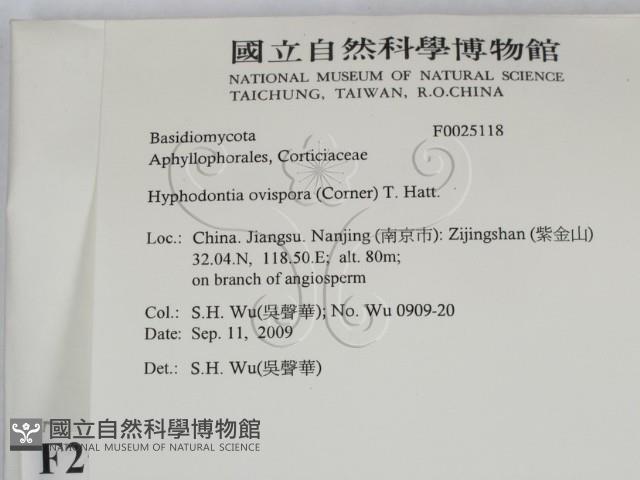 國立自然科學博物館
NATIONAL MUSEUM OF NATURAL SCIENCE
TAICHUNG, TAIWAN, R.O.CHINA
Basidiomycota F0025118
Aphyllophorales, Corticiaceae
Hyphodontia ovispora (Corner) T. Hatt.
Loc.: China. Jiangsu. Nanjing (南京市): Zijingshan (紫金山)
32.04.N, 118.50.E; alt. 80m;
on branch of angiosperm
Col.: S.H. Wu(吳聲華); No. Wu 0909-20
Date: Sep. 11, 2009
Det.: S.H. Wu(吳聲華)
國立自然科學博物館
NATIONAL MUSEUM OF NATURAL SCIENCE
F2